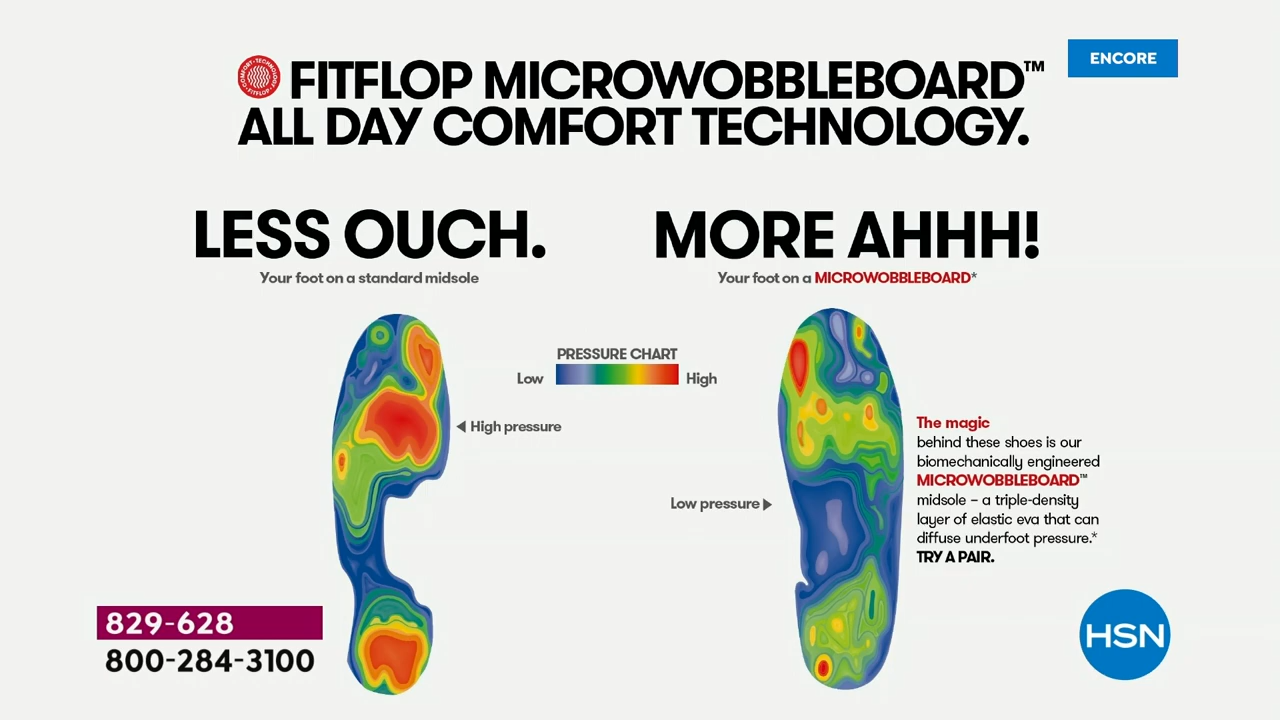 ENCORE
FITFLOP MICROWOBBLEBOARD™
ALL DAY COMFORT TECHNOLOGY.
LESS OUCH.
Your foot on a standard midsole
MORE AHHH!
Your foot on a MICROWOBBLEBOARD*
PRESSURE CHART
Low
High
High pressure
Low pressure
The magic
behind these shoes is our
biomechanically engineered
MICROWOBBLEBOARD™
midsole – a triple-density
layer of elastic eva that can
diffuse underfoot pressure.*
TRY A PAIR.
829-628
800-284-3100
HSN